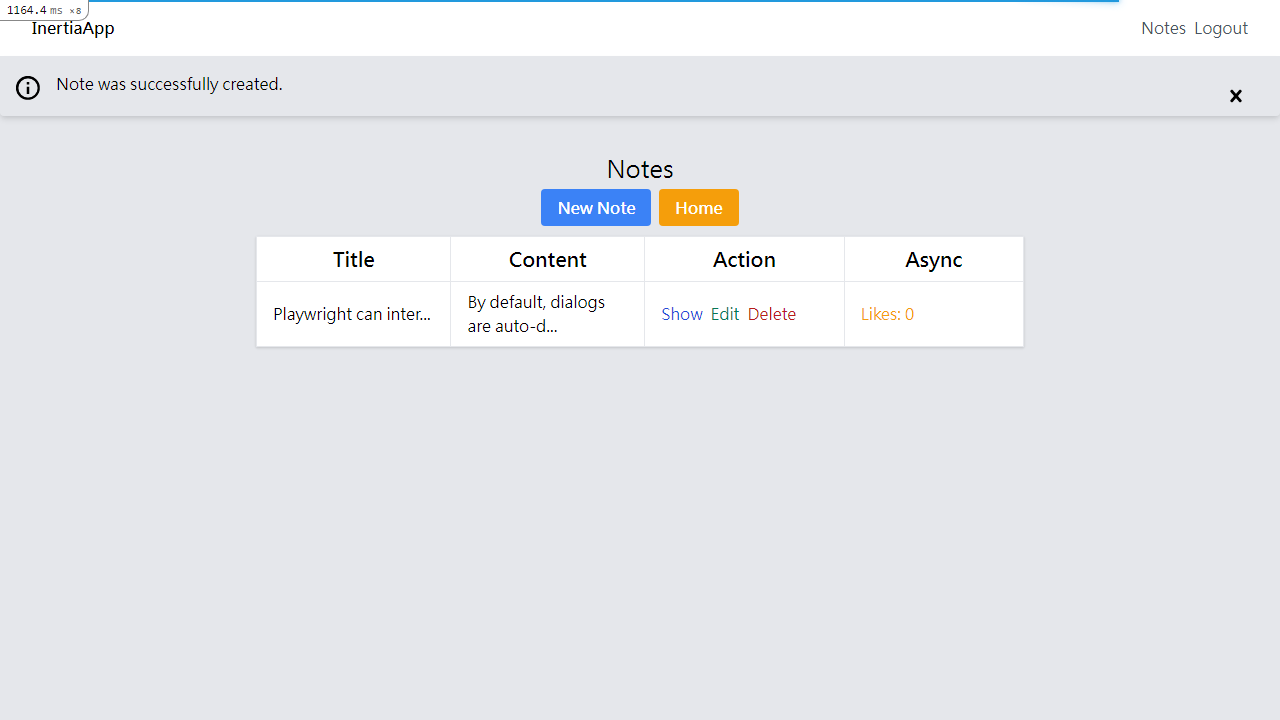 1164.4 ms ×8
InertiaApp
Notes Logout
Note was successfully created.
Notes
New Note Home
Title Content Action Async
Playwright can inter... By default, dialogs are auto-d... Show Edit Delete Likes: 0